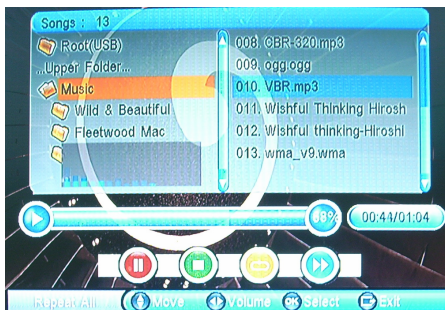 Songs : 13
Root(USB)
...Upper Folder...
Music
Wild & Beautiful
Fleetwood Mac
008. CBR-320.mp3
009. ogg.ogg
010. VBR.mp3
011. Wishful Thinking Hirosh
012. Wishful thinking-Hiroshi
013. wma_v9.wma
68%
00:44/01:04
Repeat All
Move
Volume
OK Select
Exit